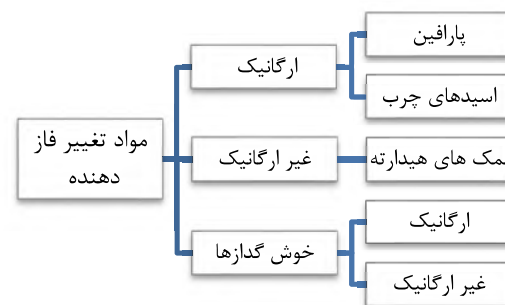 مواد تغییر فاز
دهنده
ارگانیک
پارافین
اسیدهای چرب
غیر ارگانیک
های هیدارته
خوش گدازها
ارگانیک
غیر ارگانیک